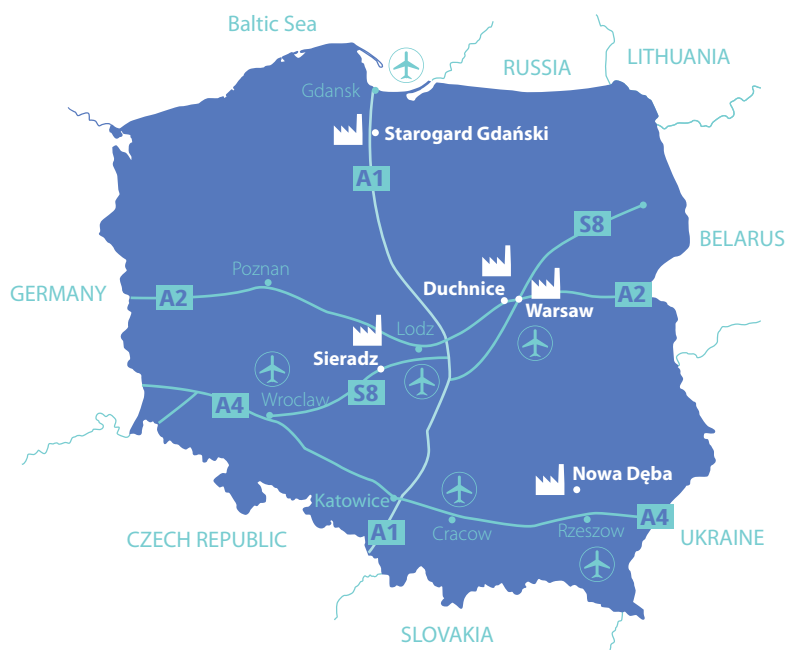 Baltic Sea
LITHUANIA
RUSSIA
Gdansk
Starogard Gdański
A1
S8
BELARUS
Poznan
Duchnice
GERMANY
A2
A2
Warsaw
Lodz
Sieradz
S8
Wroclaw
A4
Nowa Dęba
Katowice
A4
A1
Cracow
Rzeszow
CZECH REPUBLIC
UKRAINE
SLOVAKIA